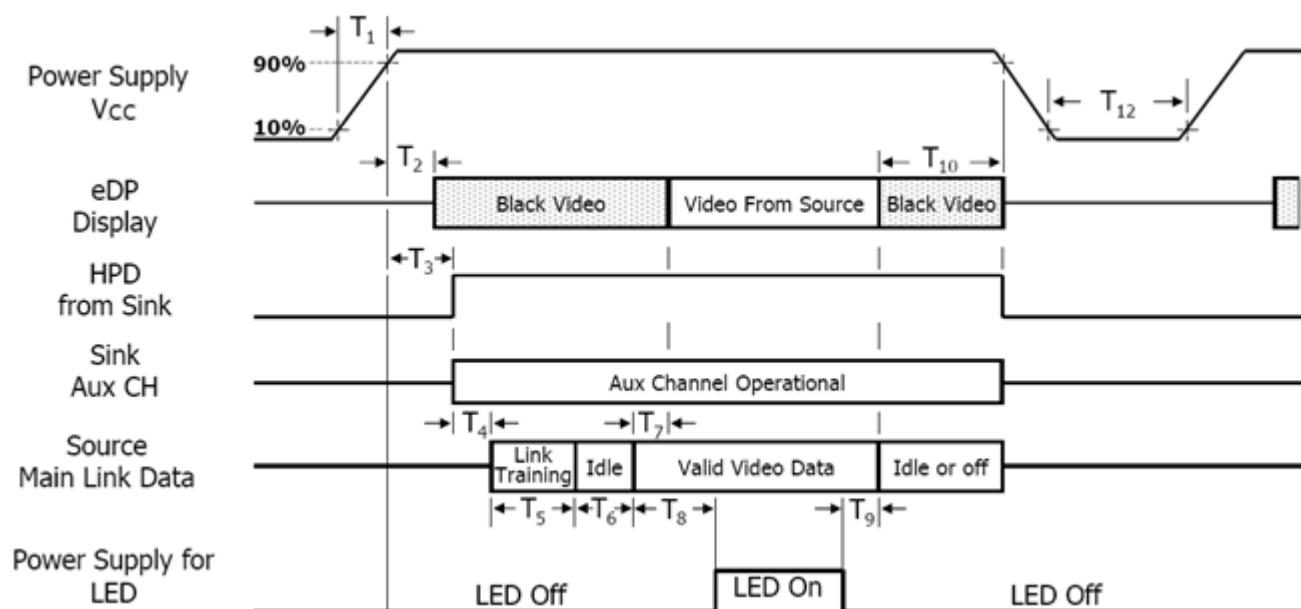 T₁
90%
Power Supply
Vcc
10%
T₁₂
T₂
T₁₀
eDP
Display
Black Video
Video From Source
Black Video
T₃
HPD
from Sink
Sink
Aux CH
Aux Channel Operational
T₄
T₇
Source
Main Link Data
Link
Training
Idle
Valid Video Data
Idle or off
T₅
T₆
T₈
T₉
Power Supply for
LED
LED Off
LED On
LED Off